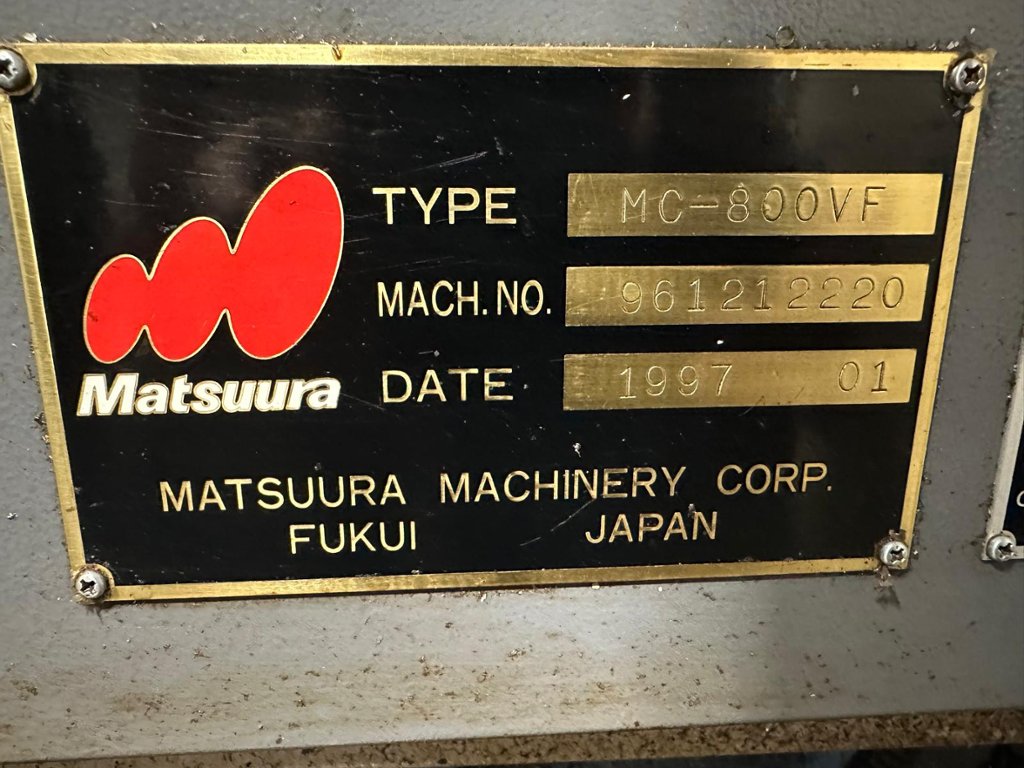 TYPE MC-800VF
MACH. NO. 961212220
DATE 1997 01
Matsuura
MATSUURA MACHINERY CORP.
FUKUI JAPAN